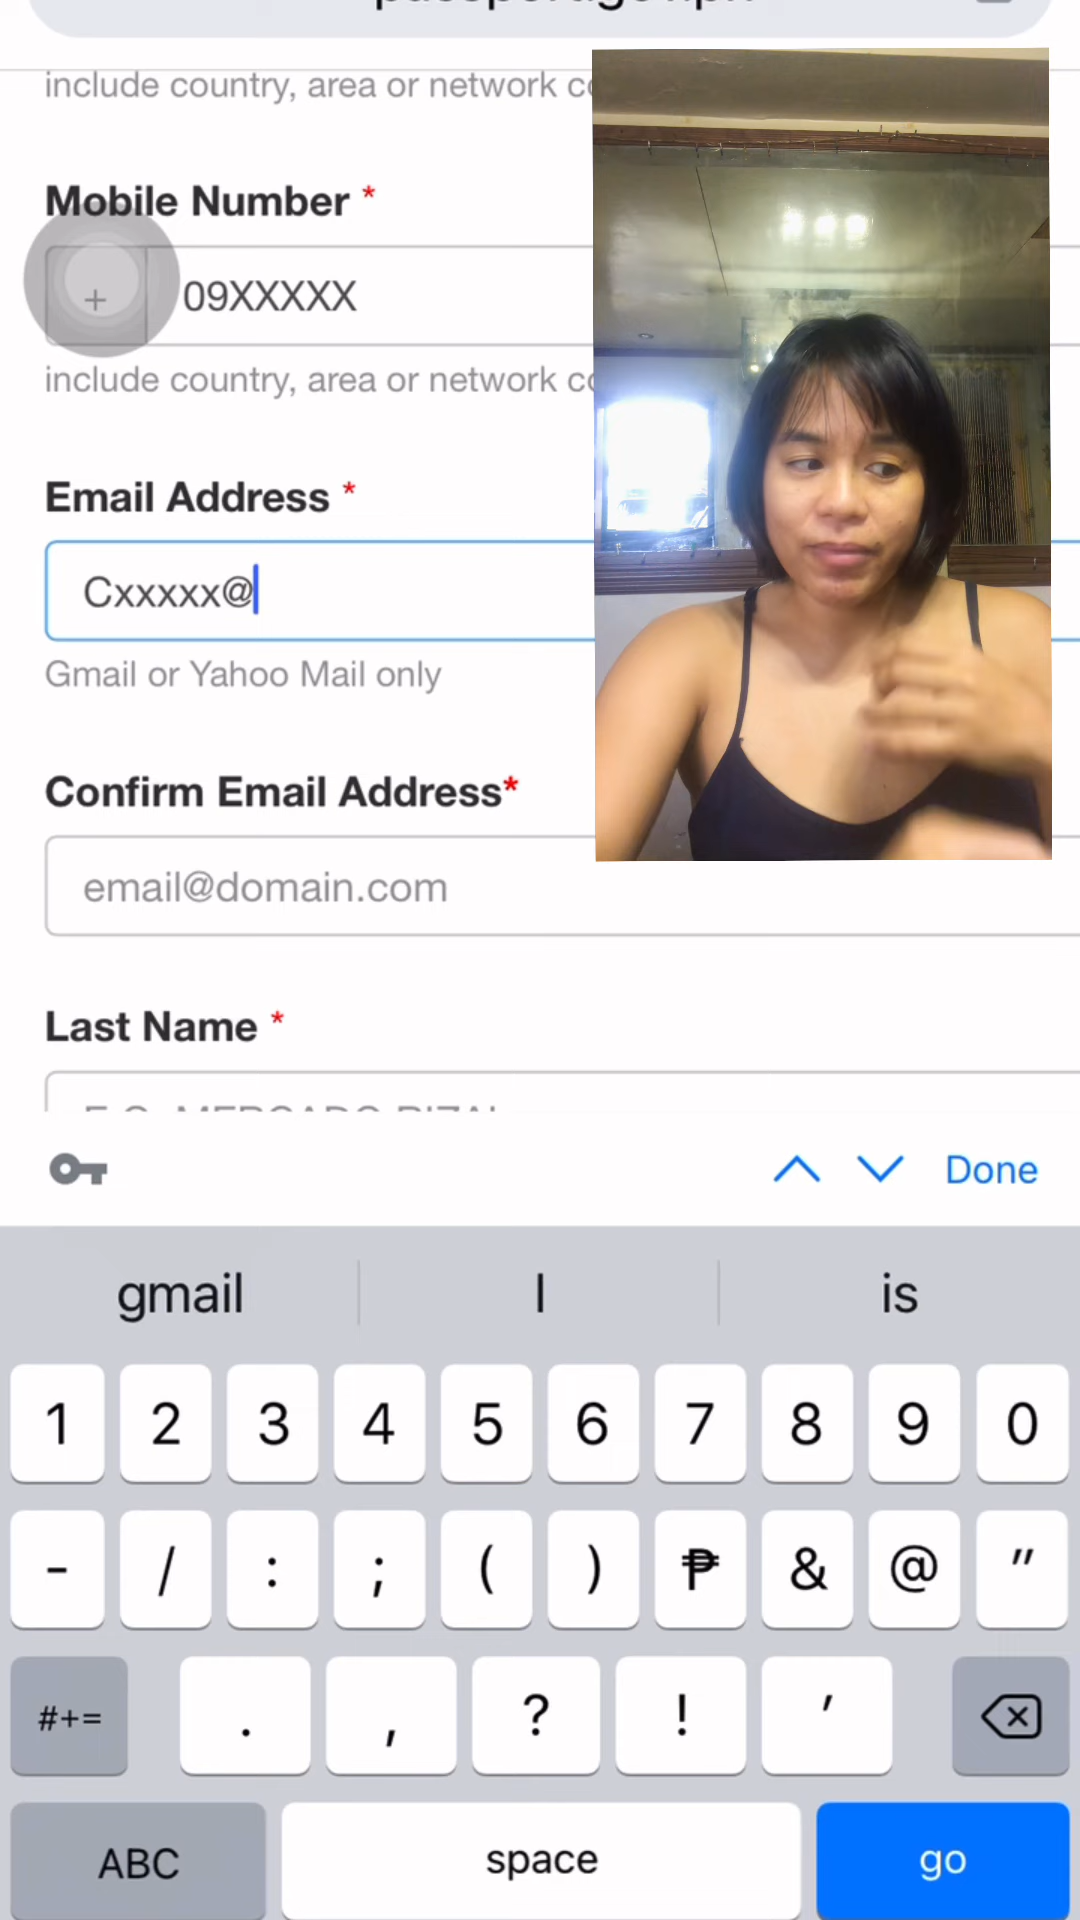 include country, area or network
Mobile Number *
+ 09XXXXX
include country, area or network
Email Address *
Cxxxxx@
Gmail or Yahoo Mail only
Confirm Email Address*
email@domain.com
Last Name *
Done
gmail I is
1 2 3 4 5 6 7 8 9 0
- / : ; ( ) ₱ & @ "
#+= . , ? ! '
ABC space go